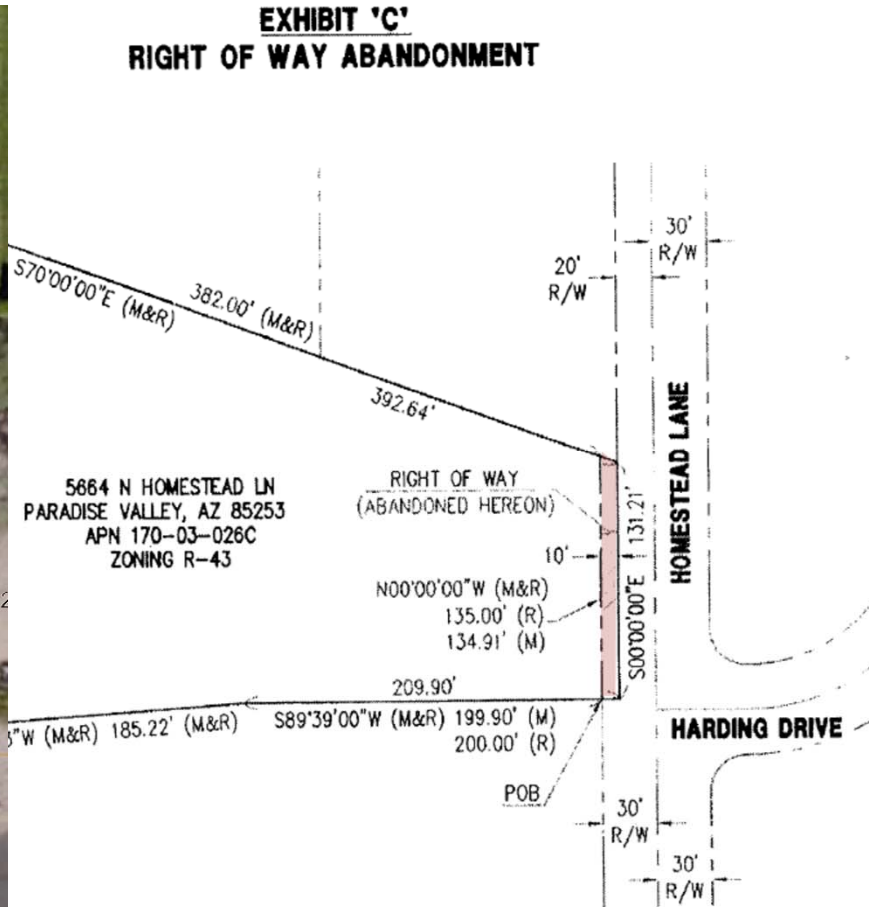 EXHIBIT 'C'
RIGHT OF WAY ABANDONMENT
30'
R/W
20'
R/W
S70°00'00"E (M&R)
382.00' (M&R)
392.64'
HOMESTEAD LANE
5664 N HOMESTEAD LN
PARADISE VALLEY, AZ 85253
APN 170-03-026C
ZONING R-43
RIGHT OF WAY
(ABANDONED HEREON)
10'
S00°00'00"E 131.21'
N00°00'00"W (M&R)
135.00' (R)
134.91' (M)
209.90'
"W (M&R) 185.22' (M&R)
S89°39'00"W (M&R) 199.90' (M)
200.00' (R)
HARDING DRIVE
POB
30'
R/W
30'
R/W